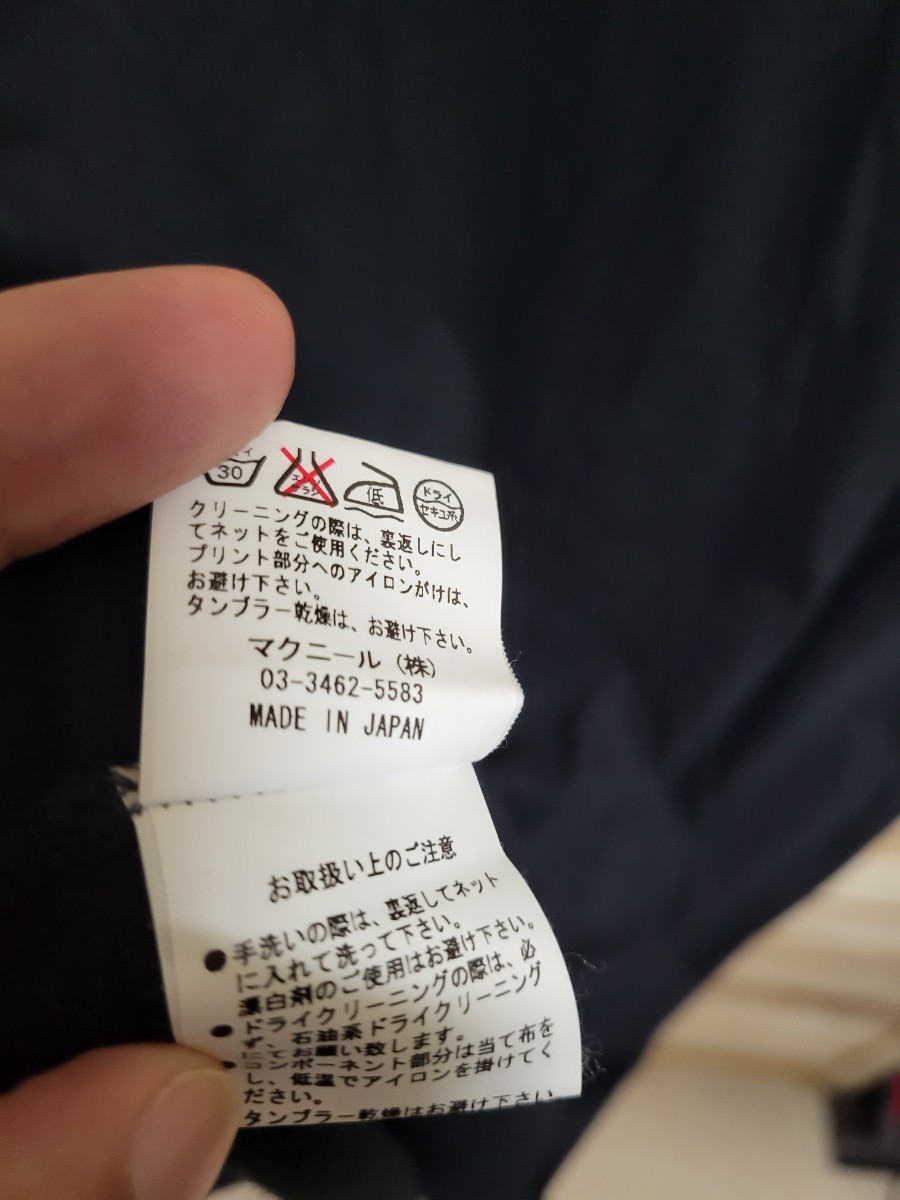 イ
30
エンソ
サラシ
低
ドライ
セキユ系
クリーニングの際は、裏返しにし
てネットをご使用ください。
プリント部分へのアイロンがけは、
お避け下さい。
タンブラー乾燥は、お避け下さい。
マクニール（株）
03-3462-5583
MADE IN JAPAN
お取扱い上のご注意
●手洗いの際は、裏返してネット
に入れて洗って下さい。
漂白剤のご使用はお避け下さい。
●ドライクリーニングの際は、必
ず、石油系ドライクリーニング
にてお願い致します。
●コンポーネント部分は当て布を
し、低温でアイロンを掛けてく
ださい。
タンブラー乾燥はお避け下さい